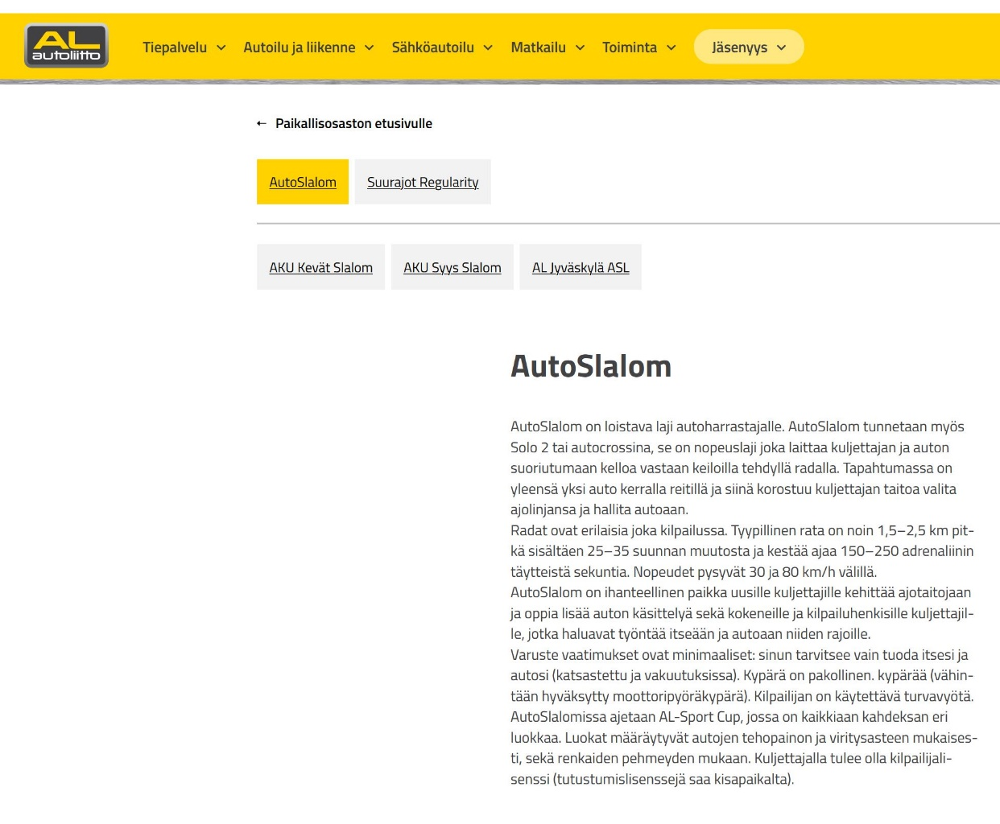 AL
autoliitto
Tiepalvelu
Autoilu ja liikenne
Sähköautoilu
Matkailu
Toiminta
Jäsenyys
← Paikallisosaston etusivulle
AutoSlalom
Suurajot Regularity
AKU Kevät Slalom
AKU Syys Slalom
AL Jyväskylä ASL
AutoSlalom
AutoSlalom on loistava laji autoharrastajalle. AutoSlalom tunnetaan myös
Solo 2 tai autocrossina, se on nopeuslaji joka laittaa kuljettajan ja auton
suoriutumaan kelloa vastaan keiloilla tehdyllä radalla. Tapahtumassa on
yleensä yksi auto kerralla reitillä ja siinä korostuu kuljettajan taitoa valita
ajolinjansa ja hallita autoaan.
Radat ovat erilaisia joka kilpailussa. Tyypillinen rata on noin 1,5–2,5 km pit-
kä sisältäen 25–35 suunnan muutosta ja kestää ajaa 150–250 adrenaliinin
täytteistä sekuntia. Nopeudet pysyvät 30 ja 80 km/h välillä.
AutoSlalom on ihanteellinen paikka uusille kuljettajille kehittää ajotaitojaan
ja oppia lisää auton käsittelyä sekä kokeneille ja kilpailuhenkisille kuljettajil-
le, jotka haluavat työntää itseään ja autoaan niiden rajoille.
Varuste vaatimukset ovat minimaaliset: sinun tarvitsee vain tuoda itsesi ja
autosi (katsastettu ja vakuutuksissa). Kypärä on pakollinen. kypärää (vähin-
tään hyväksytty moottoripyöräkypärä). Kilpailijan on käytettävä turvavyötä.
AutoSlalomissa ajetaan AL-Sport Cup, jossa on kaikkiaan kahdeksan eri
luokkaa. Luokat määräytyvät autojen tehopainon ja viritysasteen mukaises-
ti, sekä renkaiden pehmeyden mukaan. Kuljettajalla tulee olla kilpailijali-
senssi (tutustumislisenssejä saa kisapaikalta).